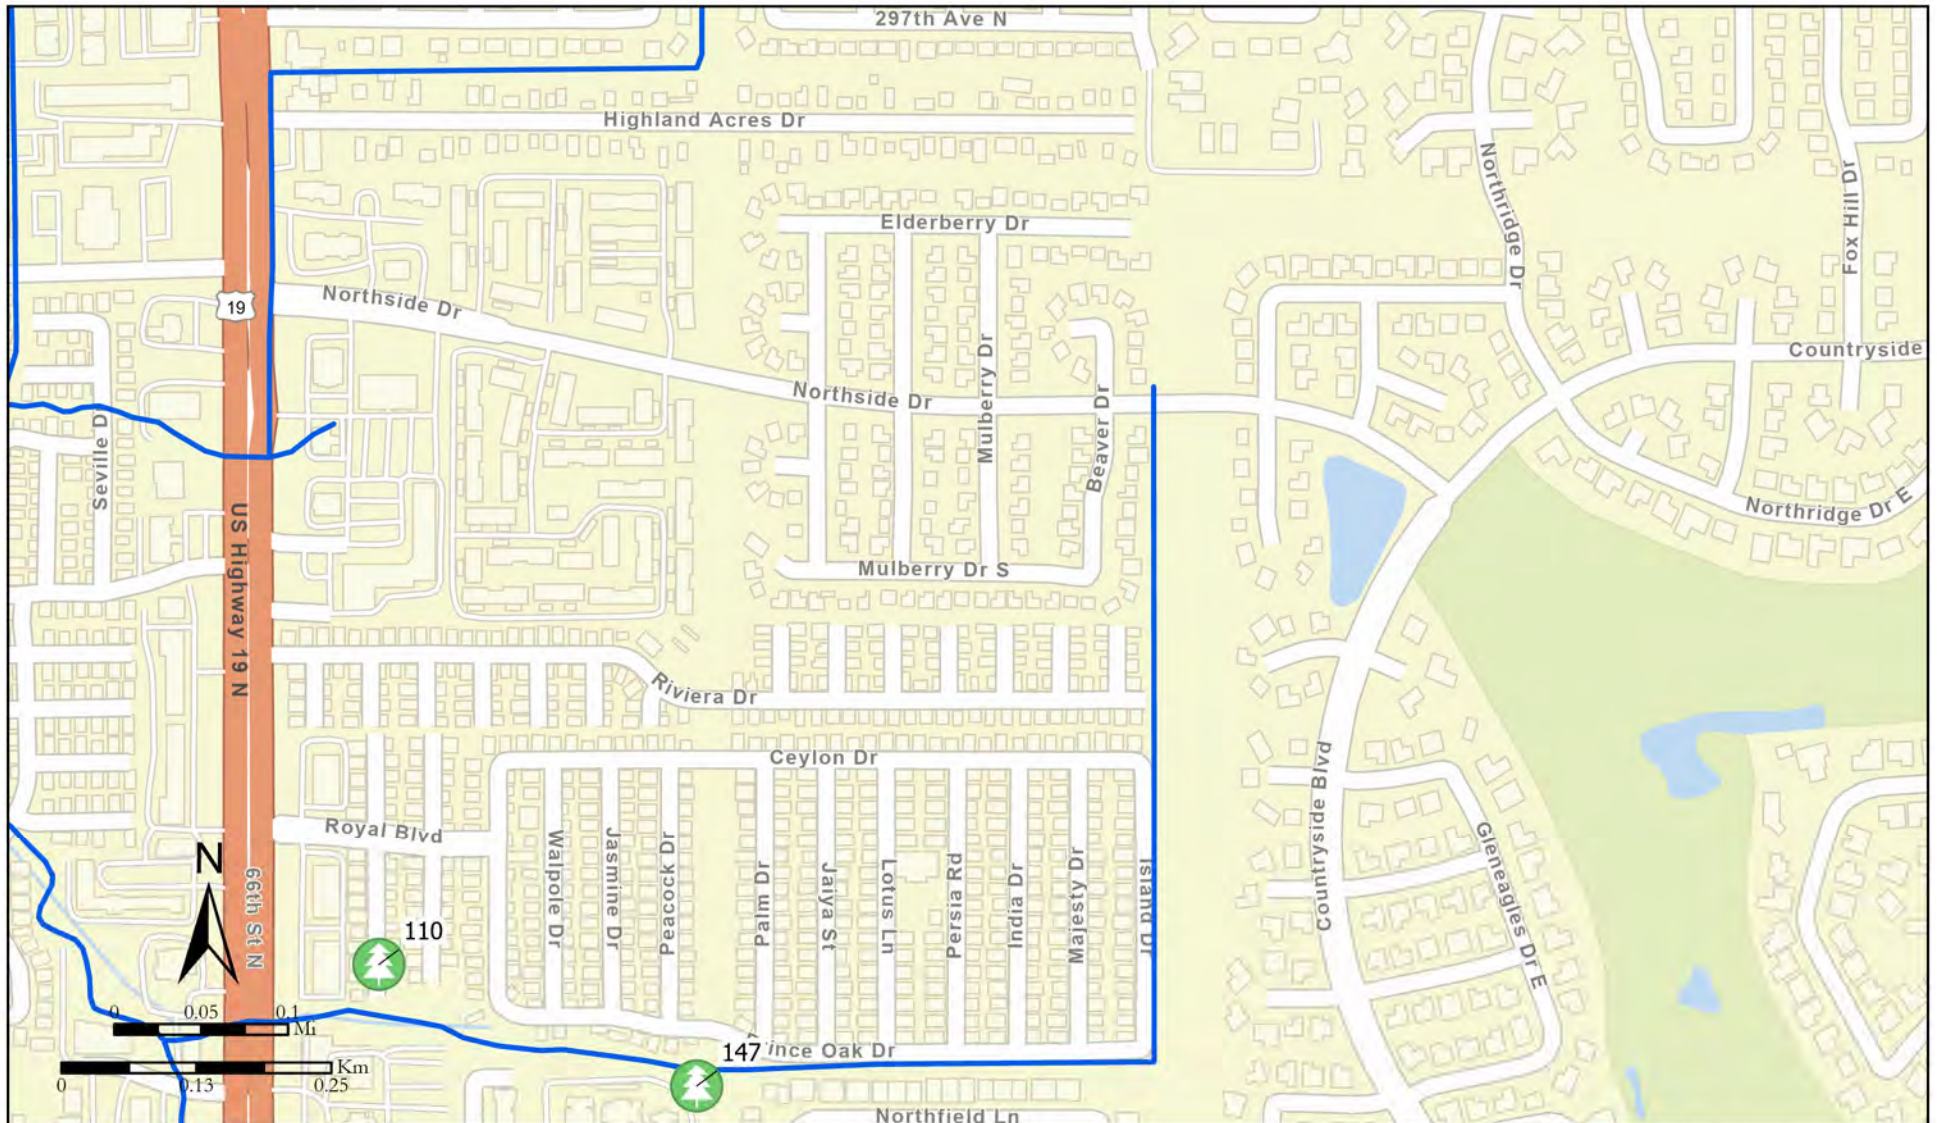 297th Ave N
Highland Acres Dr
Northridge Dr
Fox Hill Dr
Elderberry Dr
Northside Dr
19
Mulberry Dr
Countryside
Northside Dr
Beaver Dr
Seville D
Northridge Dr E
US Highway 19 N
Mulberry Dr S
Riviera Dr
Ceylon Dr
Countryside Blvd
Royal Blvd
Walpole Dr
Jasmine Dr
Peacock Dr
Palm Dr
Jaiya St
Lotus Ln
Persia Rd
India Dr
Majesty Dr
Island Dr
Gleneagles Dr E
N
66th St N
110
0 0.05 0.1
Mi
147
ince Oak Dr
Km
0 0.13 0.25
Northfield Ln